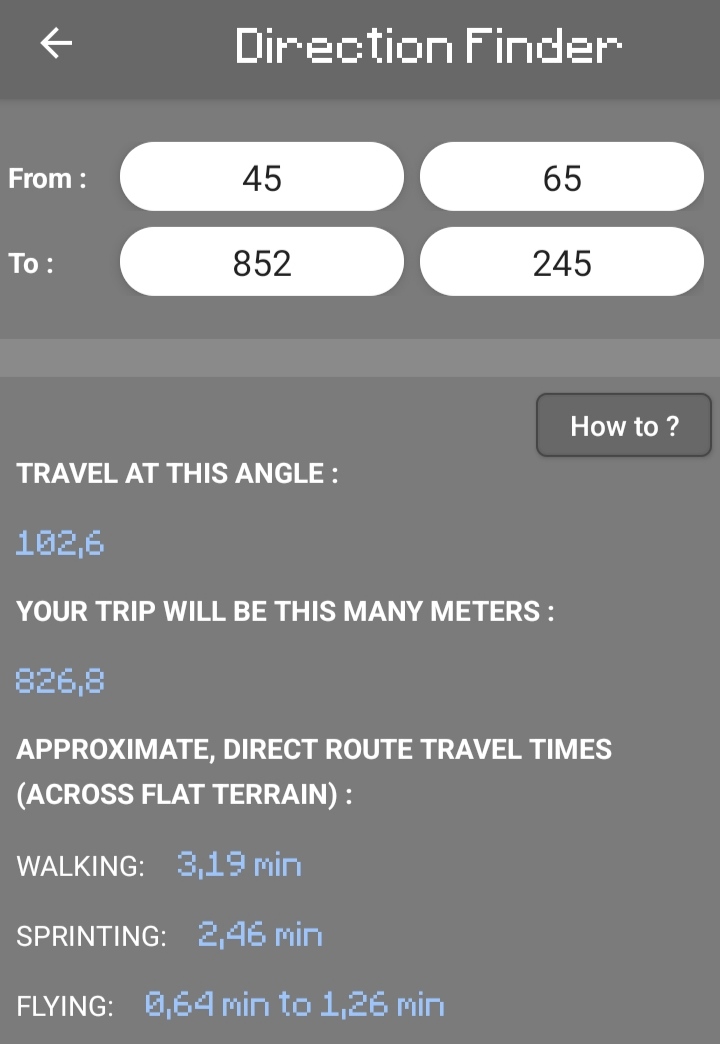 Direction Finder
From : 45 65
To : 852 245
How to ?
TRAVEL AT THIS ANGLE :
102,6
YOUR TRIP WILL BE THIS MANY METERS :
826,8
APPROXIMATE, DIRECT ROUTE TRAVEL TIMES
(ACROSS FLAT TERRAIN) :
WALKING: 3,19 min
SPRINTING: 2,46 min
FLYING: 0,64 min to 1,26 min